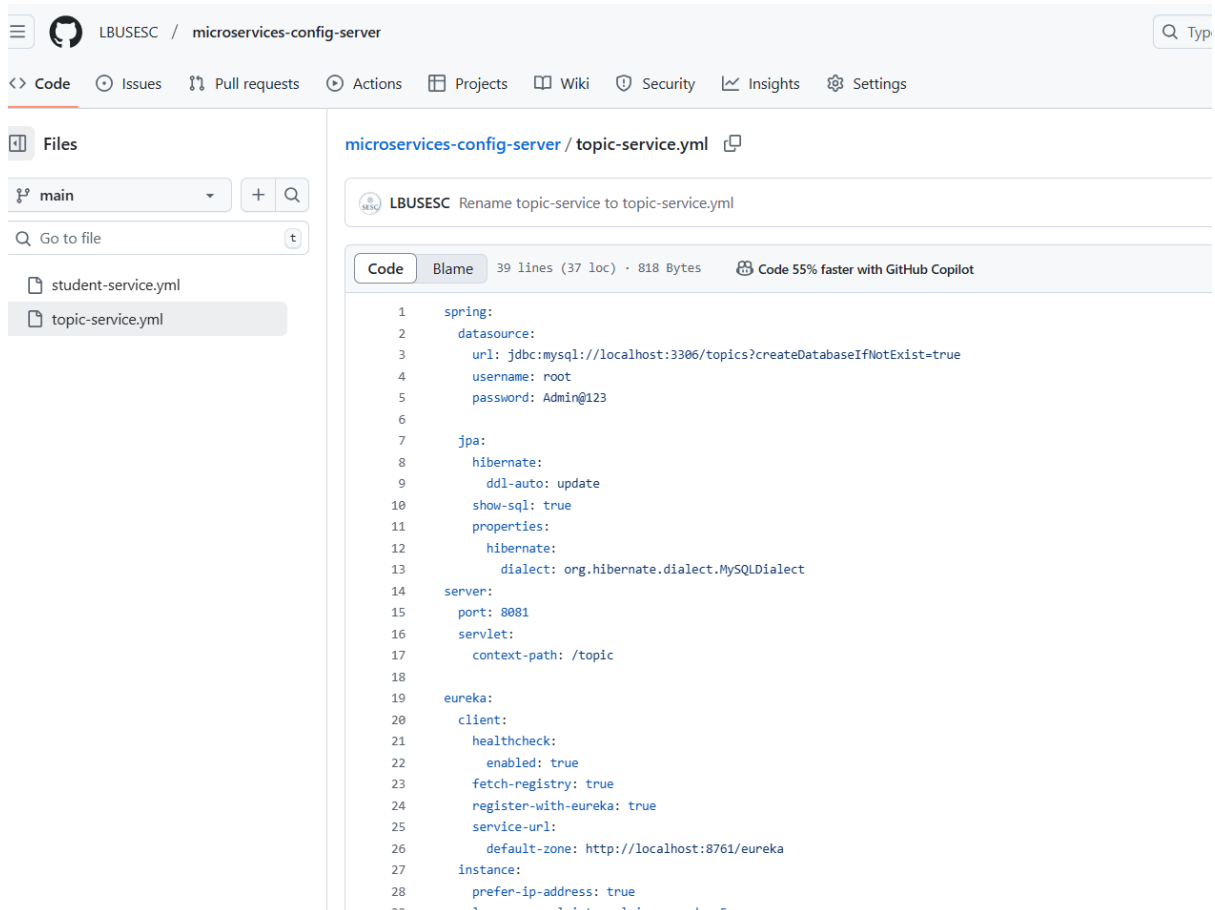 LBUSESC / microservices-config-server
Type
Code Issues Pull requests Actions Projects Wiki Security Insights Settings
Files
main
Go to file t
student-service.yml
topic-service.yml
microservices-config-server / topic-service.yml
SESC LBUSESC Rename topic-service to topic-service.yml
Code Blame 39 lines (37 loc) · 818 Bytes Code 55% faster with GitHub Copilot
1 spring:
2 datasource:
3 url: jdbc:mysql://localhost:3306/topics?createDatabaseIfNotExist=true
4 username: root
5 password: Admin@123
6
7 jpa:
8 hibernate:
9 ddl-auto: update
10 show-sql: true
11 properties:
12 hibernate:
13 dialect: org.hibernate.dialect.MySQLDialect
14 server:
15 port: 8081
16 servlet:
17 context-path: /topic
18
19 eureka:
20 client:
21 healthcheck:
22 enabled: true
23 fetch-registry: true
24 register-with-eureka: true
25 service-url:
26 default-zone: http://localhost:8761/eureka
27 instance:
28 prefer-ip-address: true